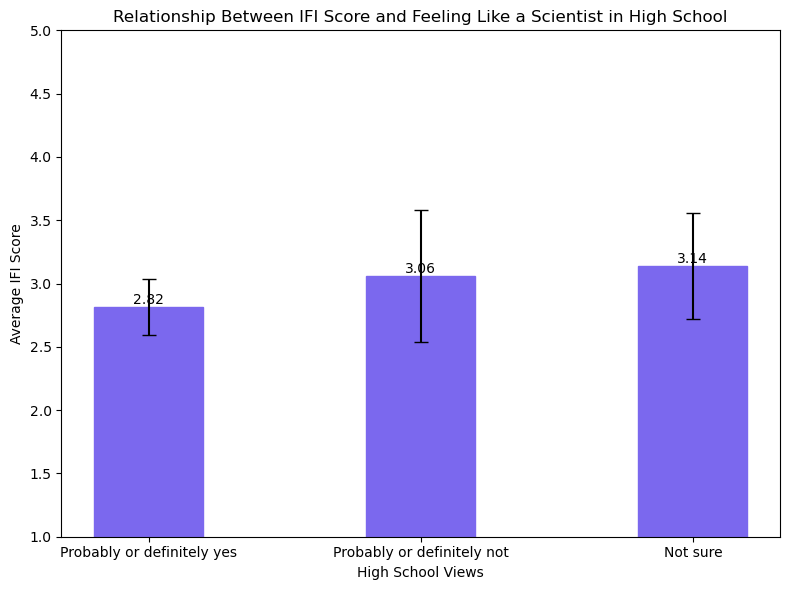 Relationship Between IFI Score and Feeling Like a Scientist in High School
5.0
4.5
4.0
3.5
3.0
2.5
2.0
1.5
1.0
Average IFI Score
2.82
3.06
3.14
Probably or definitely yes
Probably or definitely not
Not sure
High School Views